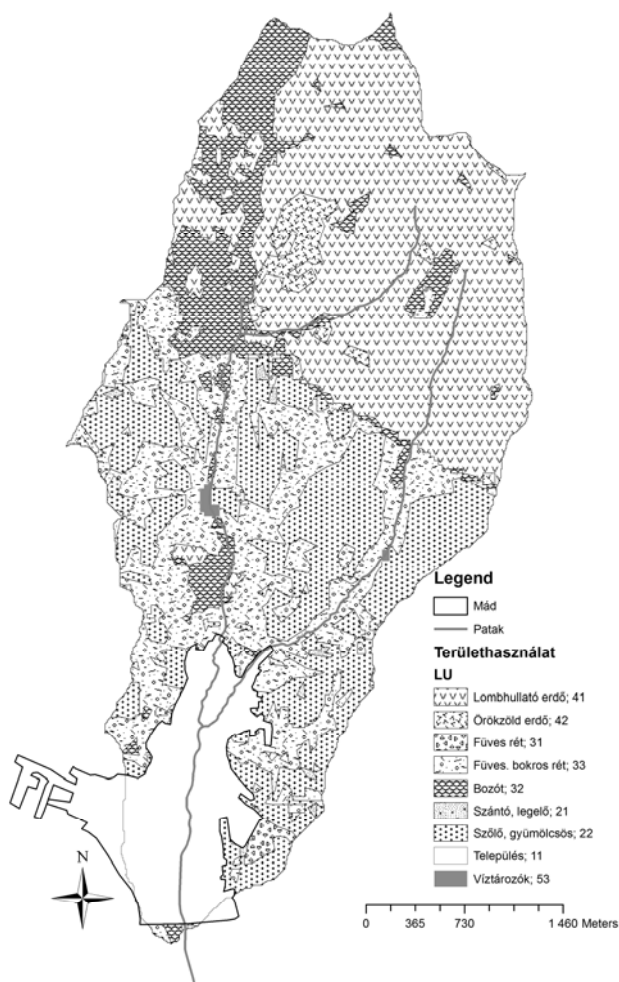 Legend
Mád
Patak
Területhasználat
LU
Lombhullató erdő; 41
Örökzöld erdő; 42
Füves rét; 31
Füves. bokros rét; 33
Bozót; 32
Szántó, legelő; 21
Szőlő, gyümölcsös; 22
Település; 11
Víztározók; 53
N
0 365 730 1 460 Meters